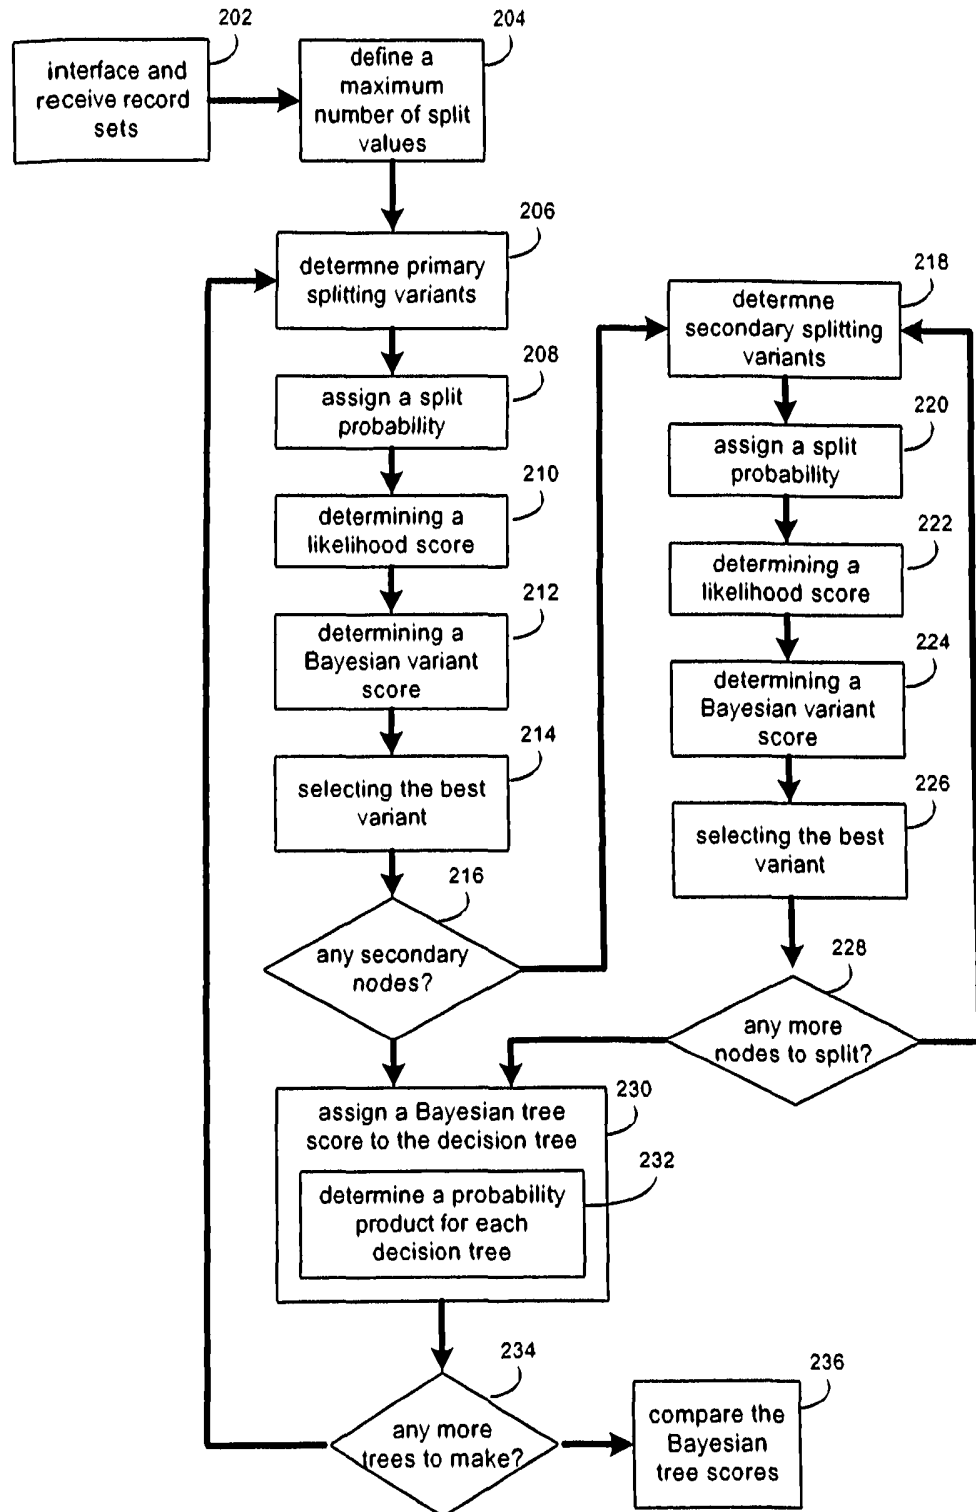 202
interface and
receive record
sets
204
define a
maximum
number of split
values
206
determne primary
splitting variants
208
assign a split
probability
210
determining a
likelihood score
212
determining a
Bayesian variant
score
214
selecting the best
variant
216
any secondary
nodes?
218
determne
secondary splitting
variants
220
assign a split
probability
222
determining a
likelihood score
224
determining a
Bayesian variant
score
226
selecting the best
variant
228
any more
nodes to split?
230
assign a Bayesian tree
score to the decision tree
232
determine a probability
product for each
decision tree
234
any more
trees to make?
236
compare the
Bayesian
tree scores